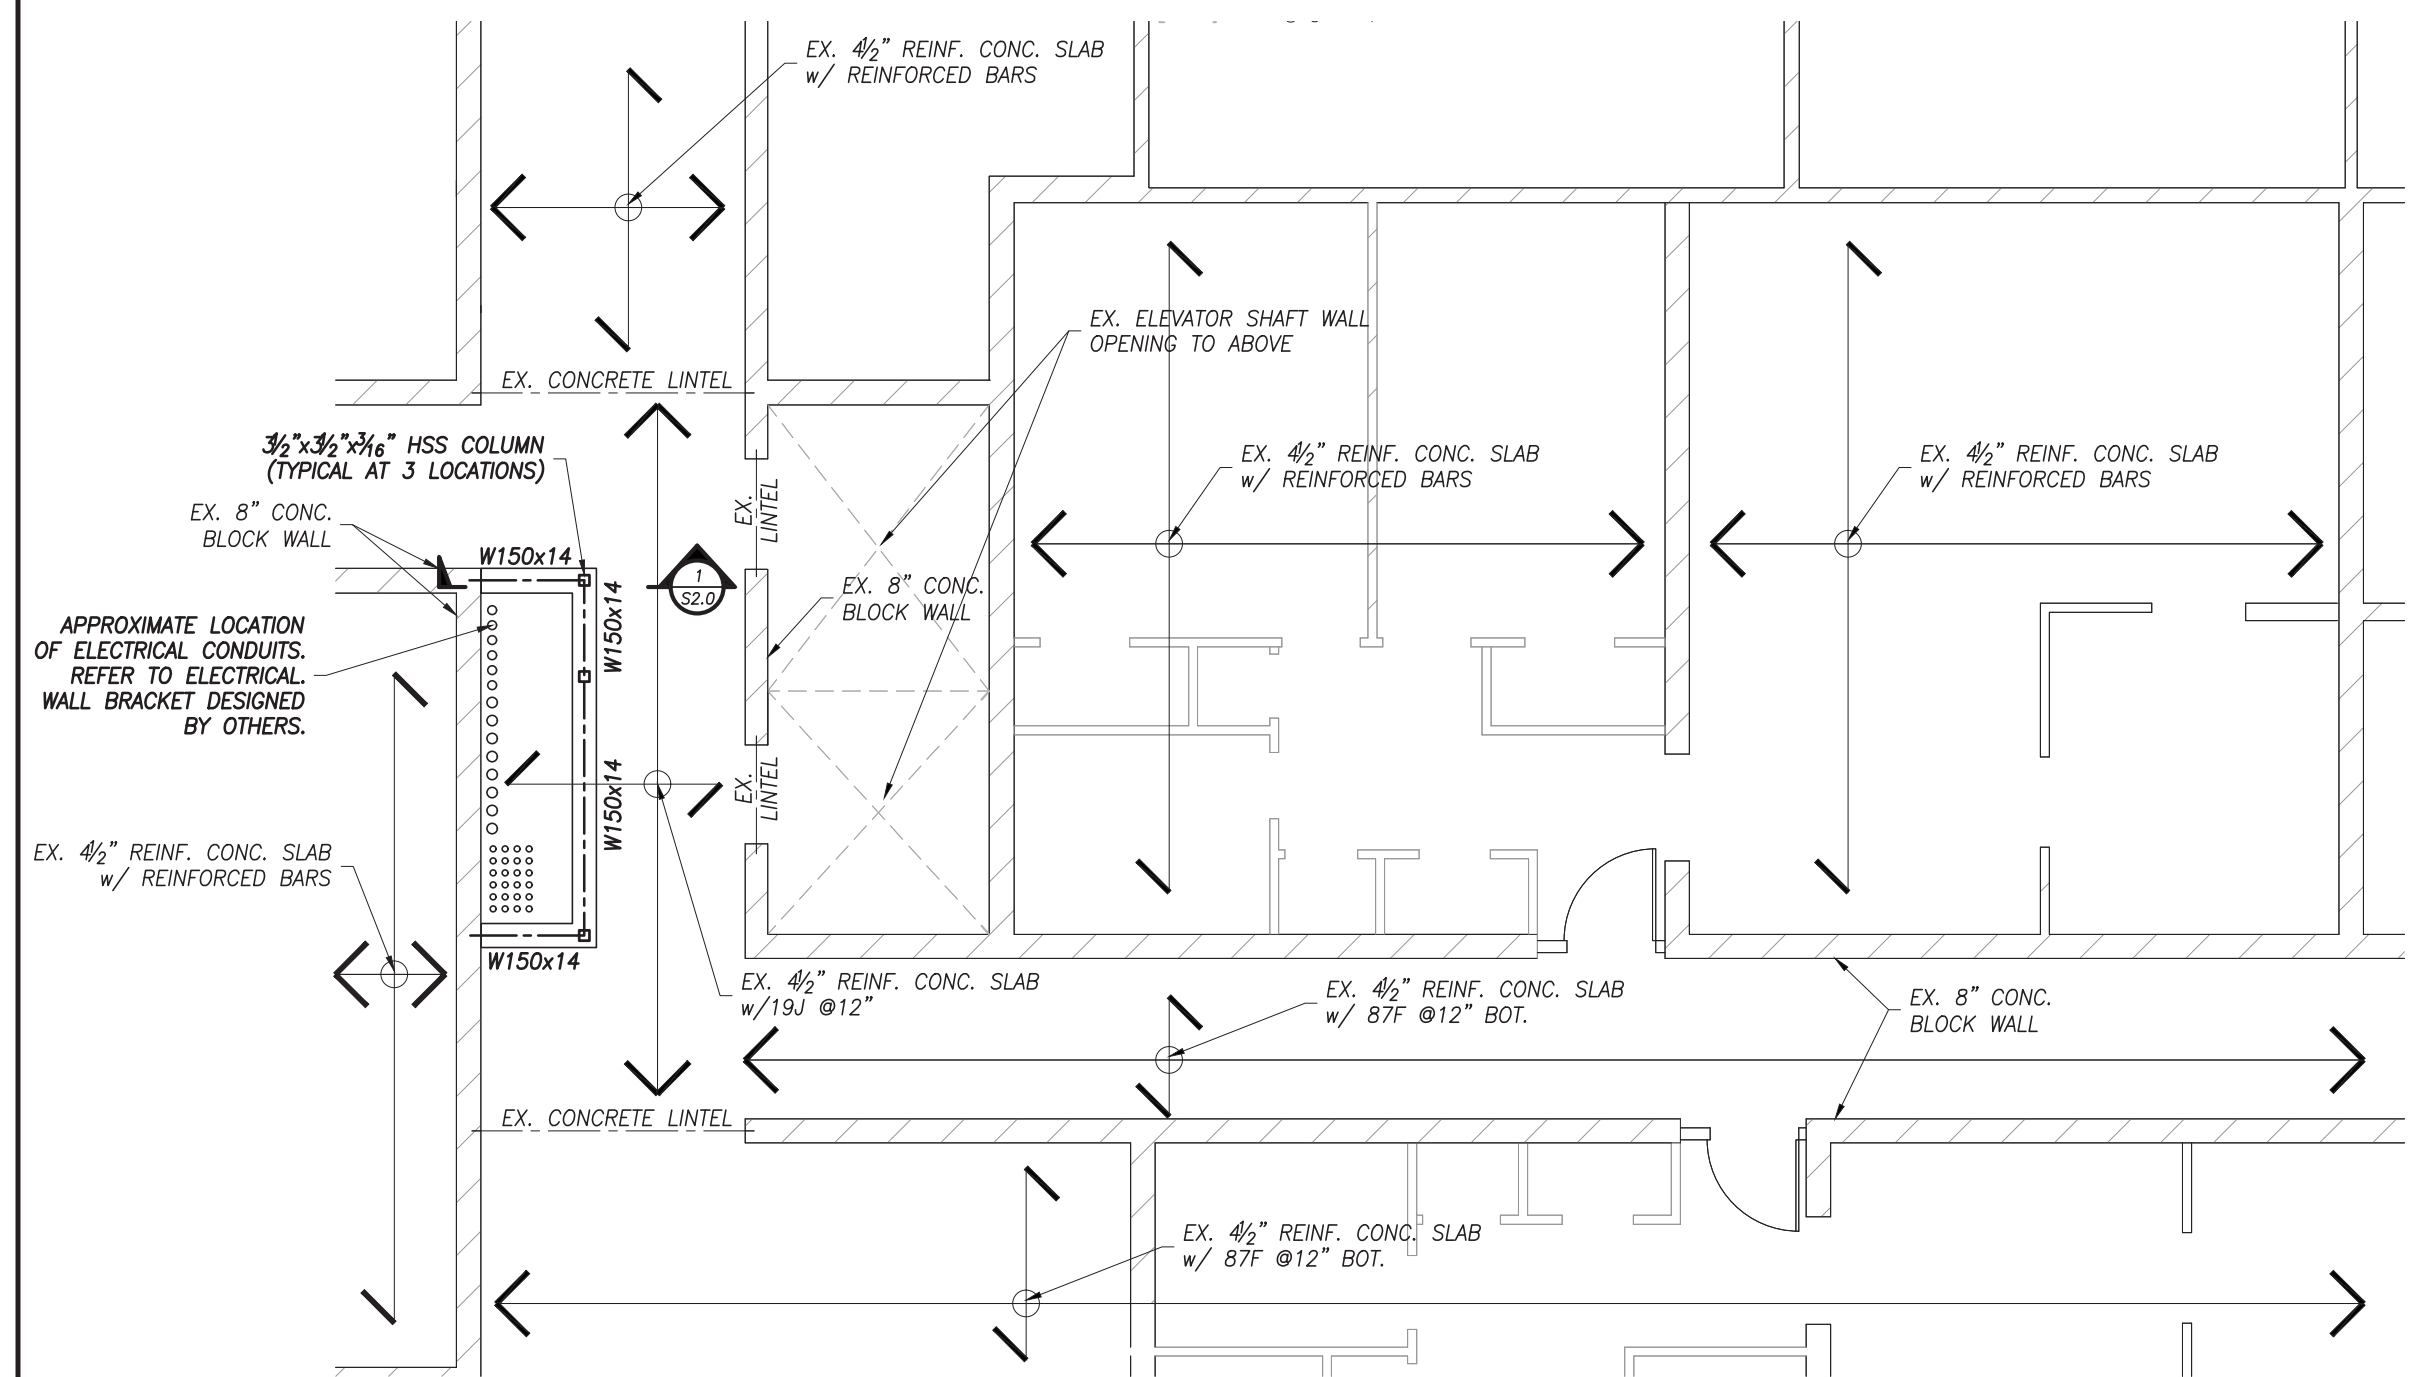 EX. 4½" REINF. CONC. SLAB
w/ REINFORCED BARS
EX. ELEVATOR SHAFT WALL
OPENING TO ABOVE
EX. CONCRETE LINTEL
3½"x3½"x3⁄16" HSS COLUMN
(TYPICAL AT 3 LOCATIONS)
EX. 8" CONC.
BLOCK WALL
W150x14
W150x14
W150x14
W150x14
EX.
LINTEL
EX.
LINTEL
1
S2.0
EX. 8" CONC.
BLOCK WALL
EX. 4½" REINF. CONC. SLAB
w/ REINFORCED BARS
EX. 4½" REINF. CONC. SLAB
w/ REINFORCED BARS
APPROXIMATE LOCATION
OF ELECTRICAL CONDUITS.
REFER TO ELECTRICAL.
WALL BRACKET DESIGNED
BY OTHERS.
EX. 4½" REINF. CONC. SLAB
w/ REINFORCED BARS
EX. 4½" REINF. CONC. SLAB
w/19J @12"
EX. 4½" REINF. CONC. SLAB
w/ 87F @12" BOT.
EX. 8" CONC.
BLOCK WALL
EX. CONCRETE LINTEL
EX. 4½" REINF. CONC. SLAB
w/ 87F @12" BOT.